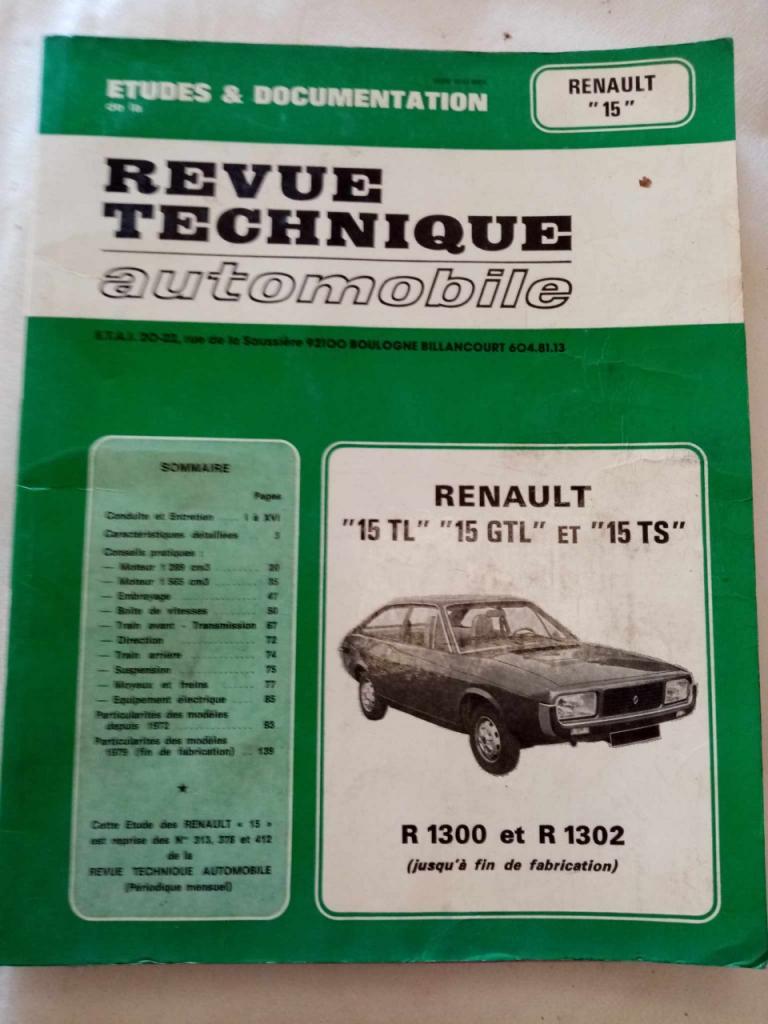 ETUDES & DOCUMENTATION
de la
RENAULT
"15"
REVUE
TECHNIQUE
automobile
E.T.A.I. 20-22, rue de la Saussière 92100 BOULOGNE BILLANCOURT 604.81.13
SOMMAIRE
Pages
Conduite et Entretien .... I à XVI
Caractéristiques détaillées ...... 3
Conseils pratiques :
— Moteur 1 289 cm3 ........ 20
— Moteur 1 565 cm3 ........ 35
— Embrayage ........ 47
— Boîte de vitesses ........ 50
— Train avant - Transmission 67
— Direction ........ 72
— Train arrière ........ 74
— Suspension ........ 75
— Moyeux et freins ........ 77
— Equipement électrique ...... 85
Particularités des modèles
depuis 1972 ........ 93
Particularités des modèles
1979 (fin de fabrication) ... 139
Cette Etude des RENAULT « 15 »
est reprise des N° 313, 376 et 412
de la
REVUE TECHNIQUE AUTOMOBILE
(Périodique mensuel)
RENAULT
"15 TL" "15 GTL" ET "15 TS"
R 1300 et R 1302
(jusqu'à fin de fabrication)